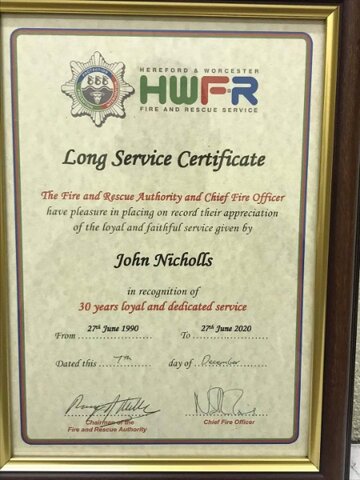 HEREFORD & WORCESTER
HWFR
FIRE AND RESCUE SERVICE
Long Service Certificate
The Fire and Rescue Authority and Chief Fire Officer
have pleasure in placing on record their appreciation
of the loyal and faithful service given by
John Nicholls
in recognition of
30 years loyal and dedicated service
From 27th June 1990 To 27th June 2020
Dated this 7th day of December
Chairman of the
Fire and Rescue Authority
Chief Fire Officer